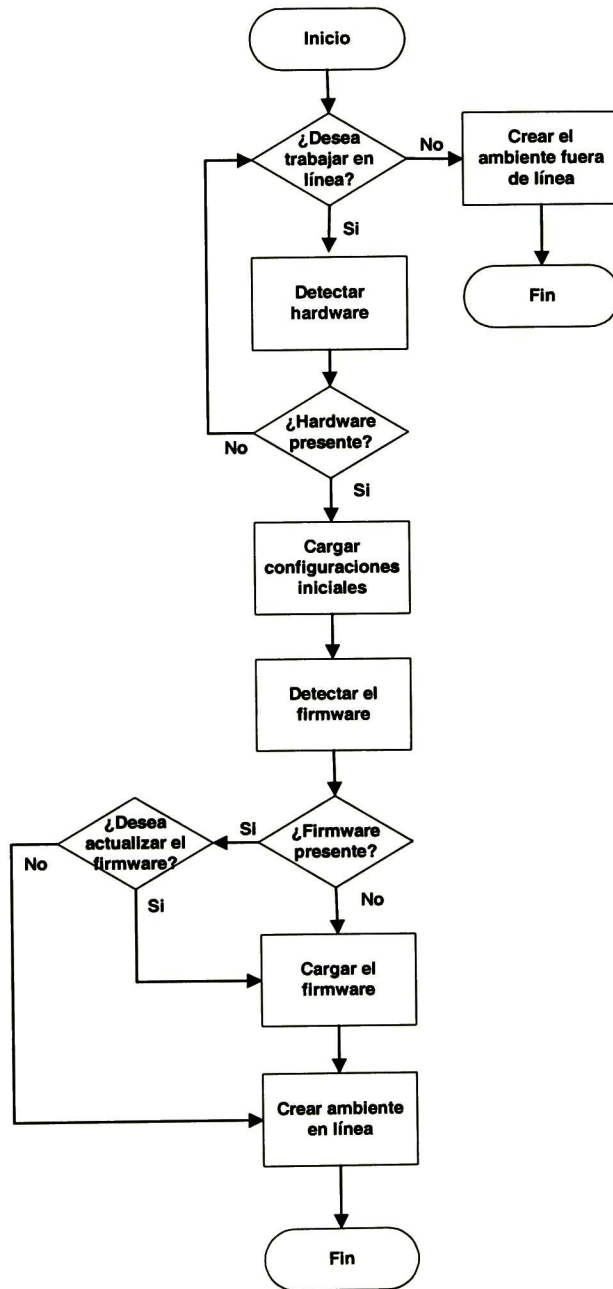 Inicio
¿Desea
trabajar en
línea?
No
Crear el
ambiente fuera
de línea
Si
Fin
Detectar
hardware
¿Hardware
presente?
No
Si
Cargar
configuraciones
iniciales
Detectar el
firmware
¿Desea
actualizar el
firmware?
Si
¿Firmware
presente?
No
Si
No
Cargar el
firmware
Crear ambiente
en línea
Fin